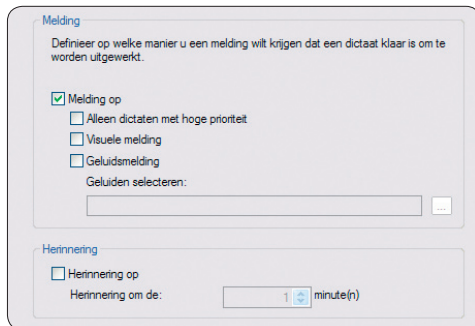 Melding
Definieer op welke manier u een melding wilt krijgen dat een dictaat klaar is om te
worden uitgewerkt.
Melding op
Alleen dictaten met hoge prioriteit
Visuele melding
Geluidsmelding
Geluiden selecteren:
...
Herinnering
Herinnering op
Herinnering om de: 1 minute(n)